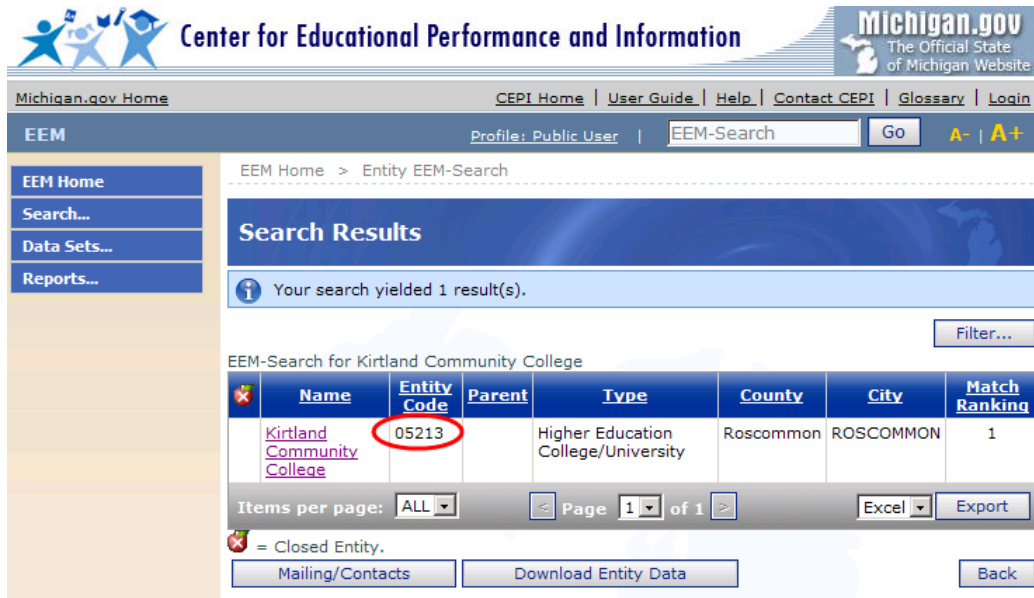 Center for Educational Performance and Information
Michigan.gov
The Official State
of Michigan Website
Michigan.gov Home
CEPI Home | User Guide | Help | Contact CEPI | Glossary | Login
EEM
Profile: Public User | EEM-Search Go A- | A+
EEM Home
Search...
Data Sets...
Reports...
EEM Home > Entity EEM-Search
Search Results
Your search yielded 1 result(s).
Filter...
EEM-Search for Kirtland Community College
Name Entity Code Parent Type County City Match Ranking
Kirtland 05213 Higher Education Roscommon ROSCOMMON 1
Community College/University
College
Items per page: ALL < Page 1 of 1 > Excel Export
= Closed Entity.
Mailing/Contacts Download Entity Data Back